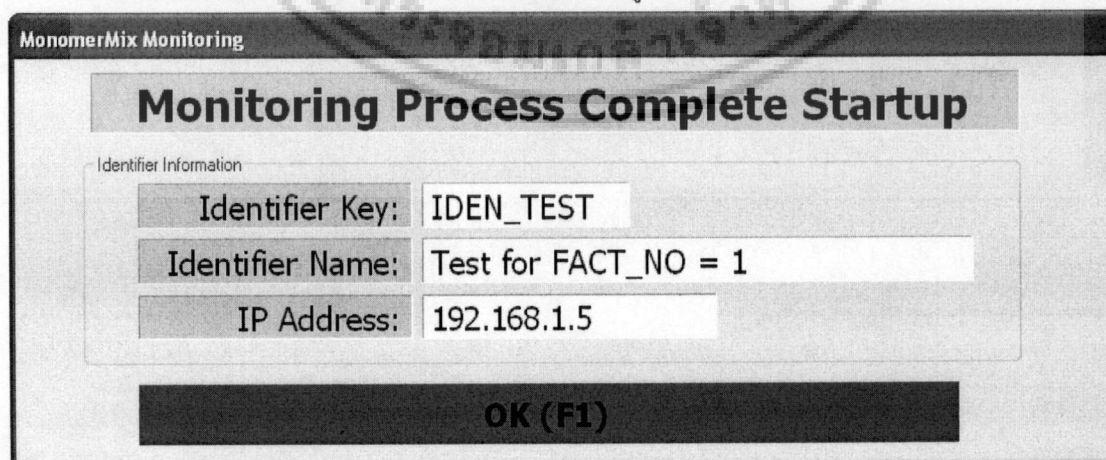 MonomerMix Monitoring
Monitoring Process Complete Startup
Identifier Information
Identifier Key: IDEN_TEST
Identifier Name: Test for FACT_NO = 1
IP Address: 192.168.1.5
OK (F1)